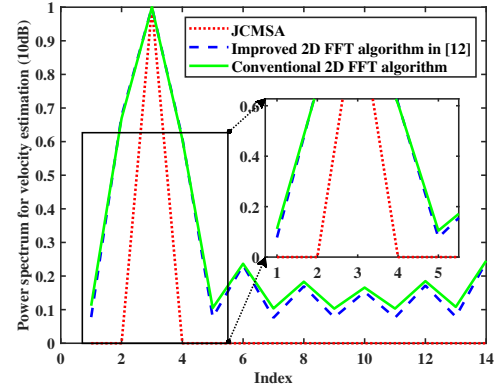 Power spectrum for velocity estimation (10dB)
1
0.9
0.8
0.7
0.6
0.5
0.4
0.3
0.2
0.1
0
JCMSA
Improved 2D FFT algorithm in [12]
Conventional 2D FFT algorithm
0.6
0.4
0.2
0
1 2 3 4 5
0 2 4 6 8 10 12 14
Index